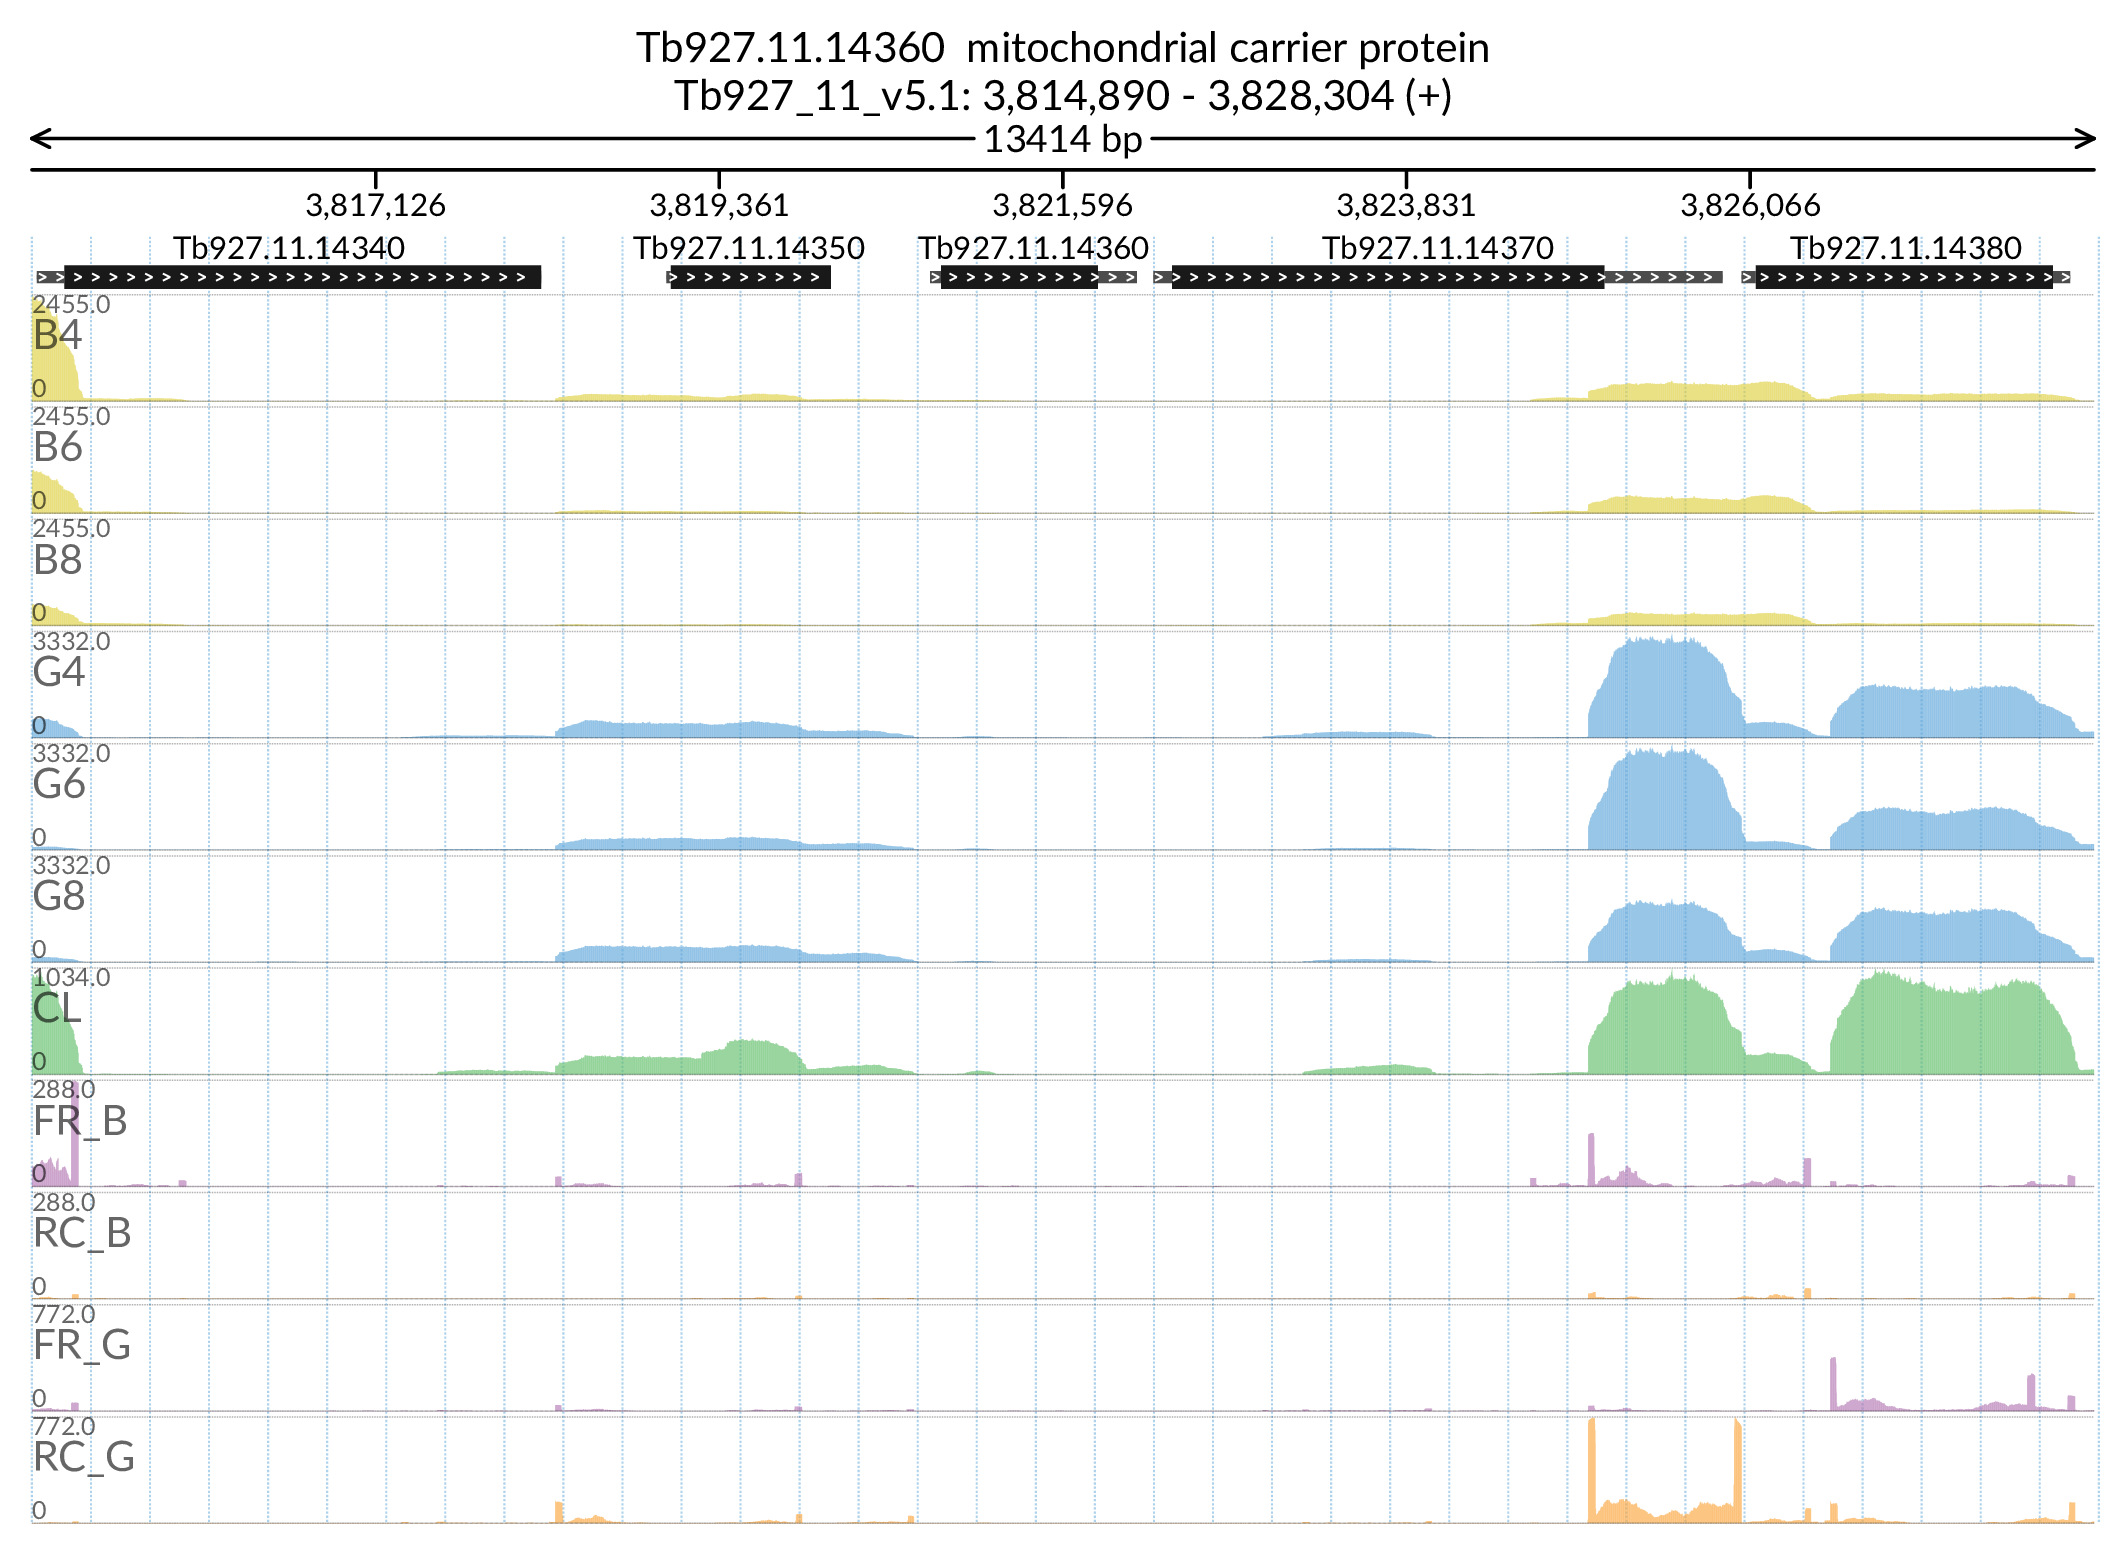 Tb927.11.14360 mitochondrial carrier protein
Tb927_11_v5.1: 3,814,890 - 3,828,304 (+)
13414 bp
3,817,126 3,819,361 3,821,596 3,823,831 3,826,066
Tb927.11.14340 Tb927.11.14350 Tb927.11.14360 Tb927.11.14370 Tb927.11.14380
2455.0
B4
0
2455.0
B6
0
2455.0
B8
0
3332.0
G4
0
3332.0
G6
0
3332.0
G8
0
1034.0
CL
0
288.0
FR_B
0
288.0
RC_B
0
772.0
FR_G
0
772.0
RC_G
0